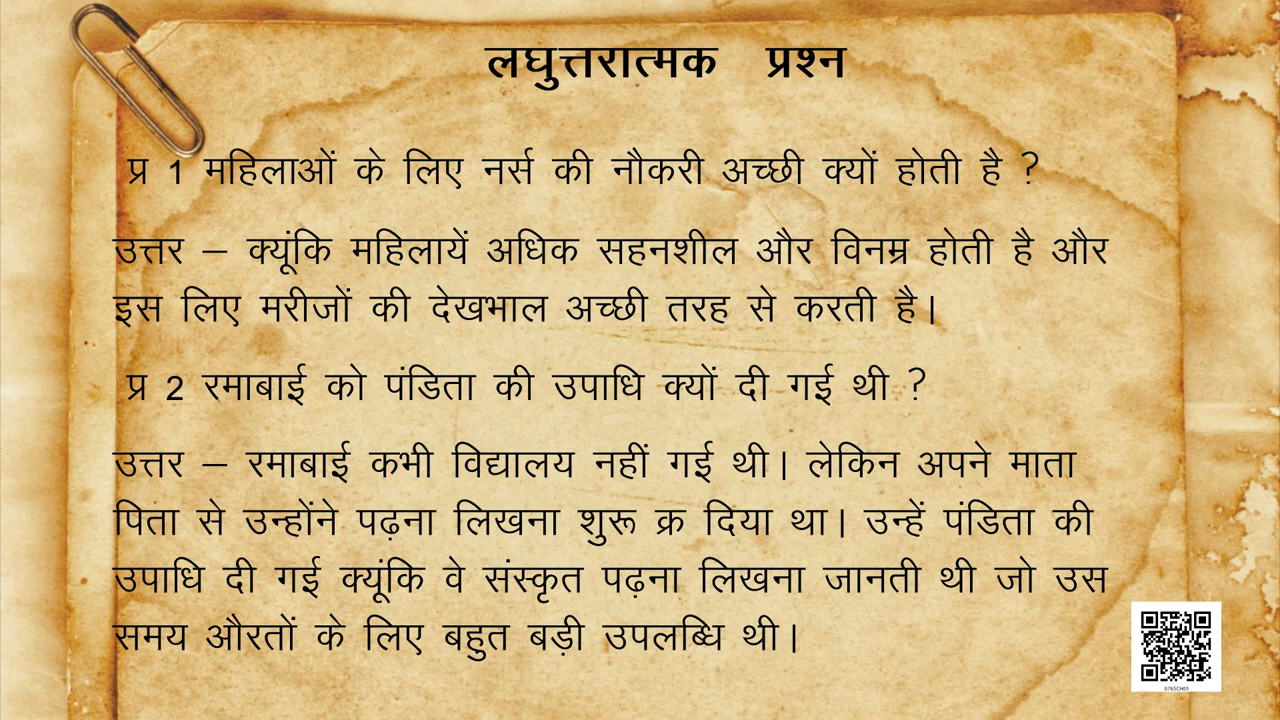 लघुत्तरात्मक प्रश्न
प्र 1 महिलाओं के लिए नर्स की नौकरी अच्छी क्यों होती है ?
उत्तर – क्यूंकि महिलायें अधिक सहनशील और विनम्र होती है और
इस लिए मरीजों की देखभाल अच्छी तरह से करती है।
प्र 2 रमाबाई को पंडिता की उपाधि क्यों दी गई थी ?
उत्तर – रमाबाई कभी विद्यालय नहीं गई थी। लेकिन अपने माता
पिता से उन्होंने पढ़ना लिखना शुरू क्र दिया था। उन्हें पंडिता की
उपाधि दी गई क्यूंकि वे संस्कृत पढ़ना लिखना जानती थी जो उस
समय औरतों के लिए बहुत बड़ी उपलब्धि थी।
0765CH05